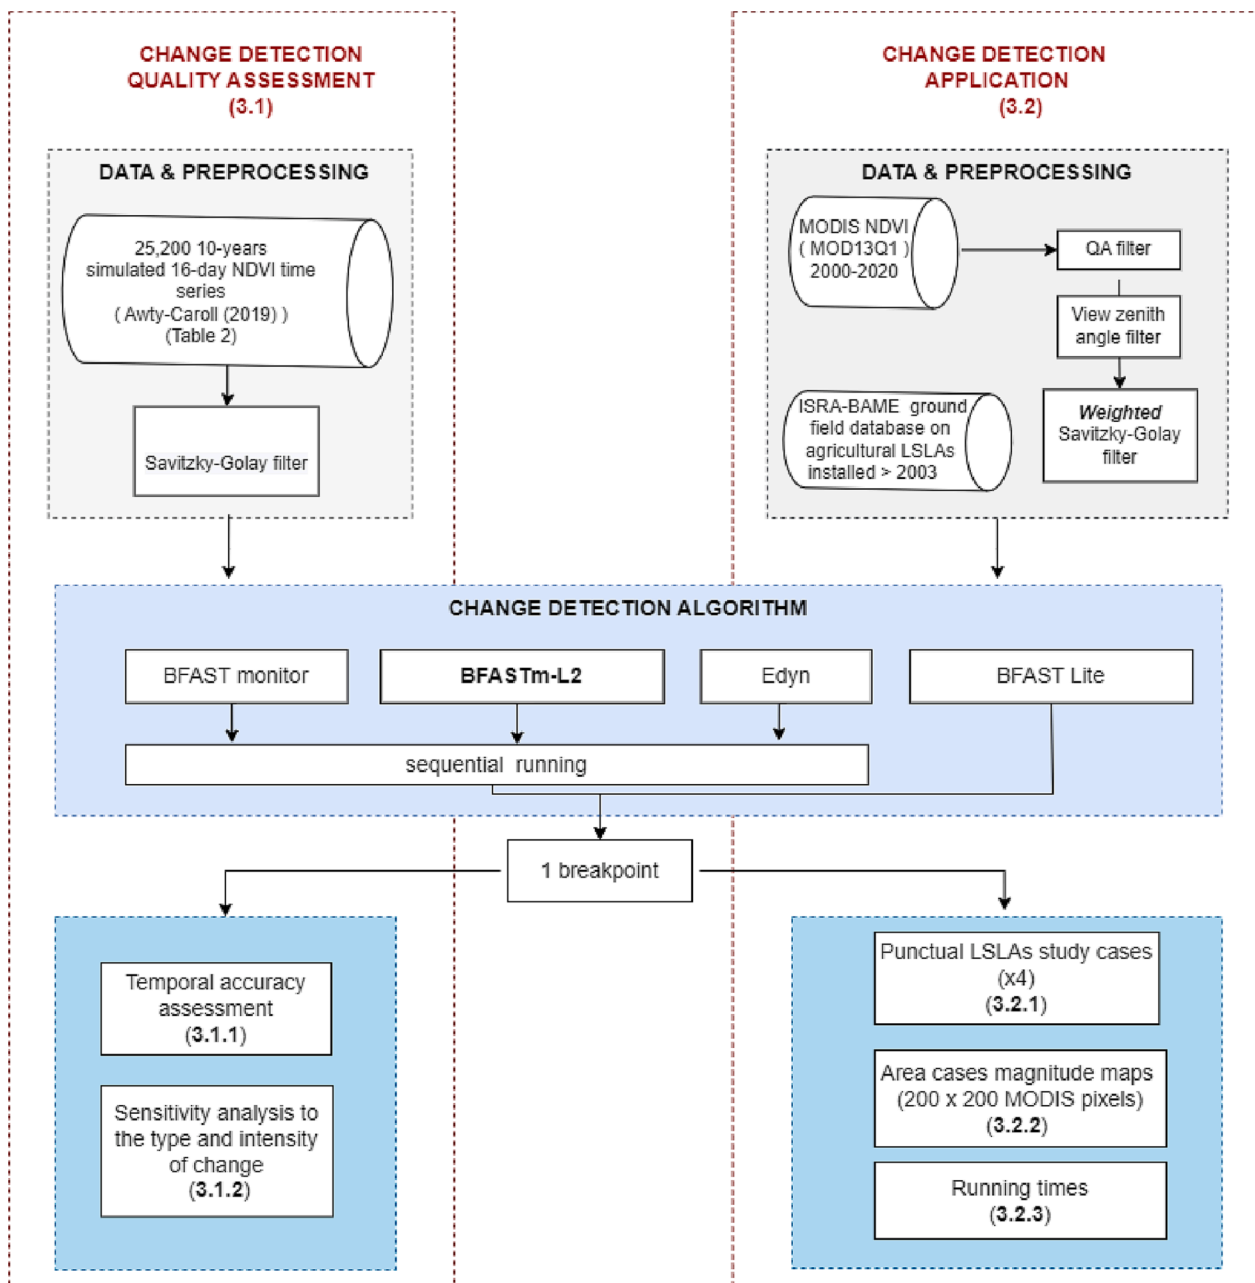 CHANGE DETECTION
QUALITY ASSESSMENT
(3.1)
DATA & PREPROCESSING
25,200 10-years
simulated 16-day NDVI time
series
( Awty-Caroll (2019) )
(Table 2)
Savitzky-Golay filter
CHANGE DETECTION
APPLICATION
(3.2)
DATA & PREPROCESSING
MODIS NDVI
( MOD13Q1 )
2000-2020
QA filter
View zenith
angle filter
ISRA-BAME ground
field database on
agricultural LSLAs
installed > 2003
Weighted
Savitzky-Golay
filter
CHANGE DETECTION ALGORITHM
BFAST monitor
BFASTm-L2
Edyn
BFAST Lite
sequential running
1 breakpoint
Temporal accuracy
assessment
(3.1.1)
Sensitivity analysis to
the type and intensity
of change
(3.1.2)
Punctual LSLAs study cases
(x4)
(3.2.1)
Area cases magnitude maps
(200 x 200 MODIS pixels)
(3.2.2)
Running times
(3.2.3)